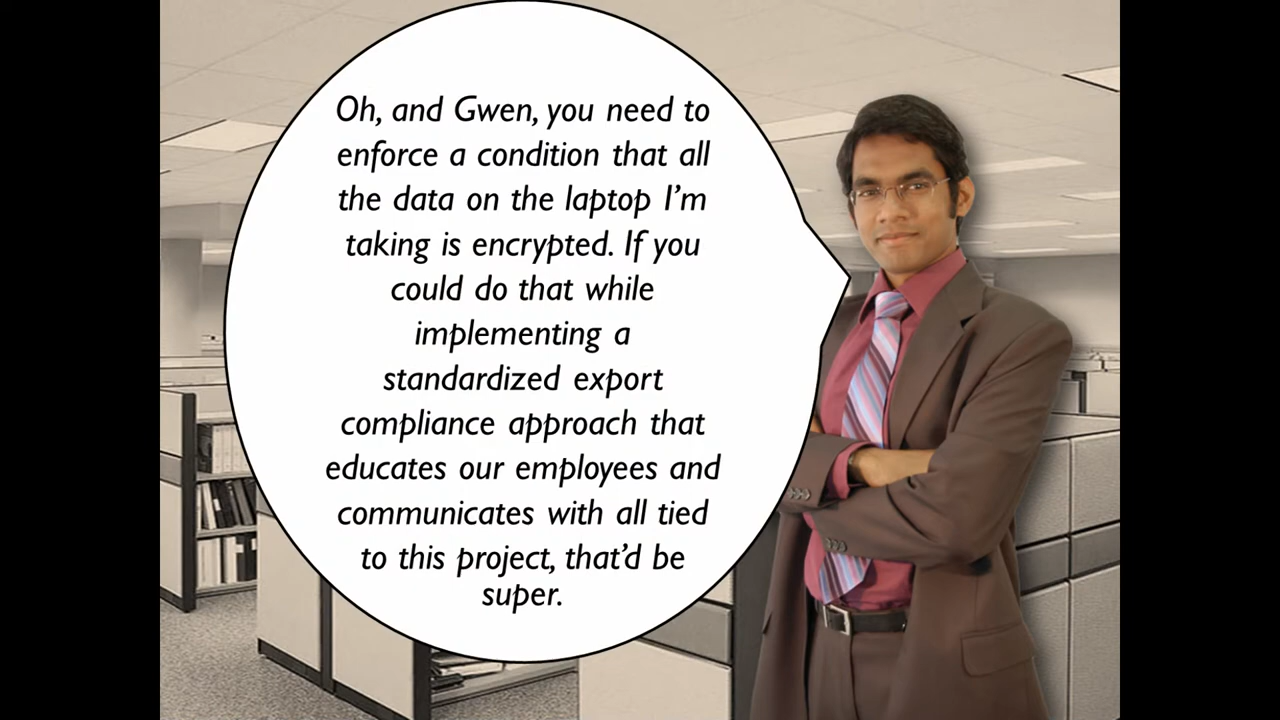 Oh, and Gwen, you need to
enforce a condition that all
the data on the laptop I’m
taking is encrypted. If you
could do that while
implementing a
standardized export
compliance approach that
educates our employees and
communicates with all tied
to this project, that’d be
super.